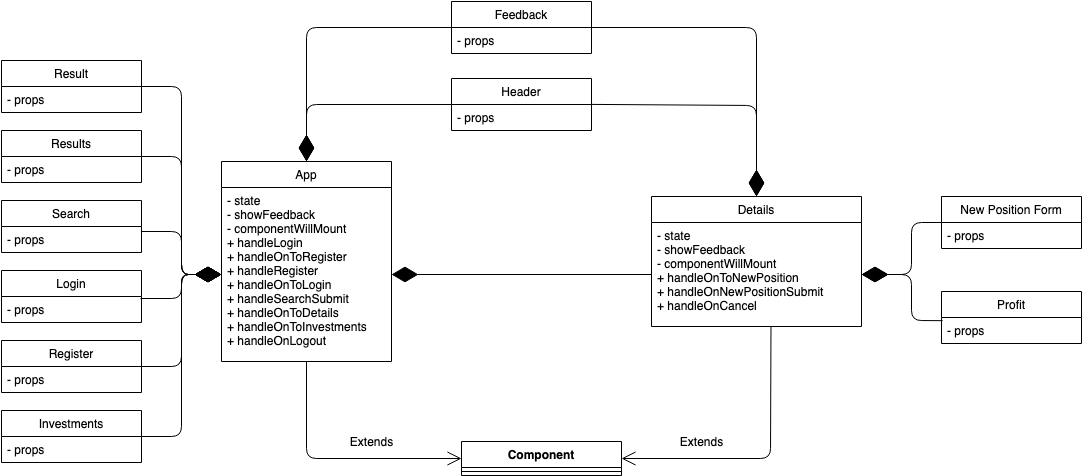 Feedback
- props
Header
- props
Result
- props
Results
- props
Search
- props
Login
- props
Register
- props
Investments
- props
App
- state
- showFeedback
- componentWillMount
+ handleLogin
+ handleOnToRegister
+ handleRegister
+ handleOnToLogin
+ handleSearchSubmit
+ handleOnToDetails
+ handleOnToInvestments
+ handleOnLogout
Details
- state
- showFeedback
- componentWillMount
+ handleOnToNewPosition
+ handleOnNewPositionSubmit
+ handleOnCancel
New Position Form
- props
Profit
- props
Extends
Extends
Component